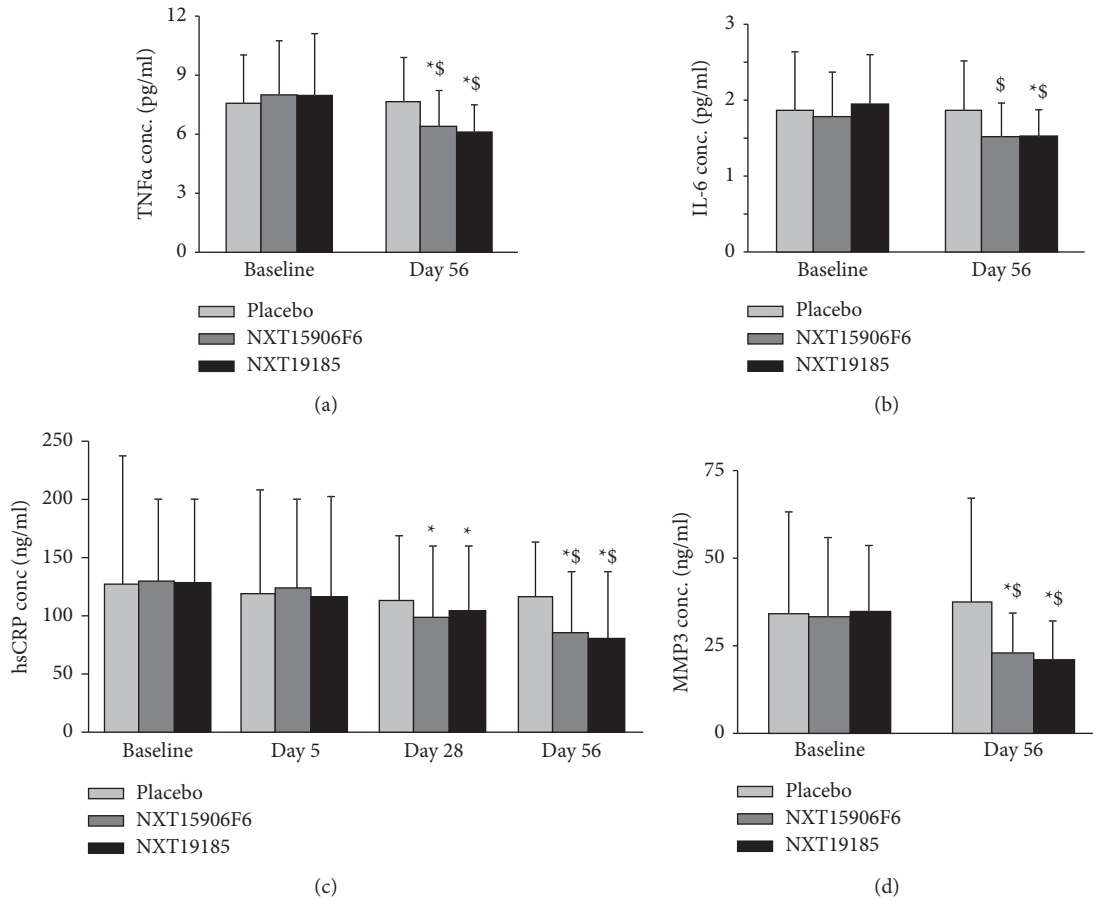 TNFα conc. (pg/ml)
12
9
6
3
0
*$
*$
Baseline
Day 56
Placebo
NXT15906F6
NXT19185
(a)
IL-6 conc. (pg/ml)
3
2
1
0
$
*$
Baseline
Day 56
Placebo
NXT15906F6
NXT19185
(b)
hsCRP conc (ng/ml)
250
200
150
100
50
0
*
*
*$
*$
Baseline
Day 5
Day 28
Day 56
Placebo
NXT15906F6
NXT19185
(c)
MMP3 conc. (ng/ml)
75
50
25
0
*$
*$
Baseline
Day 56
Placebo
NXT15906F6
NXT19185
(d)